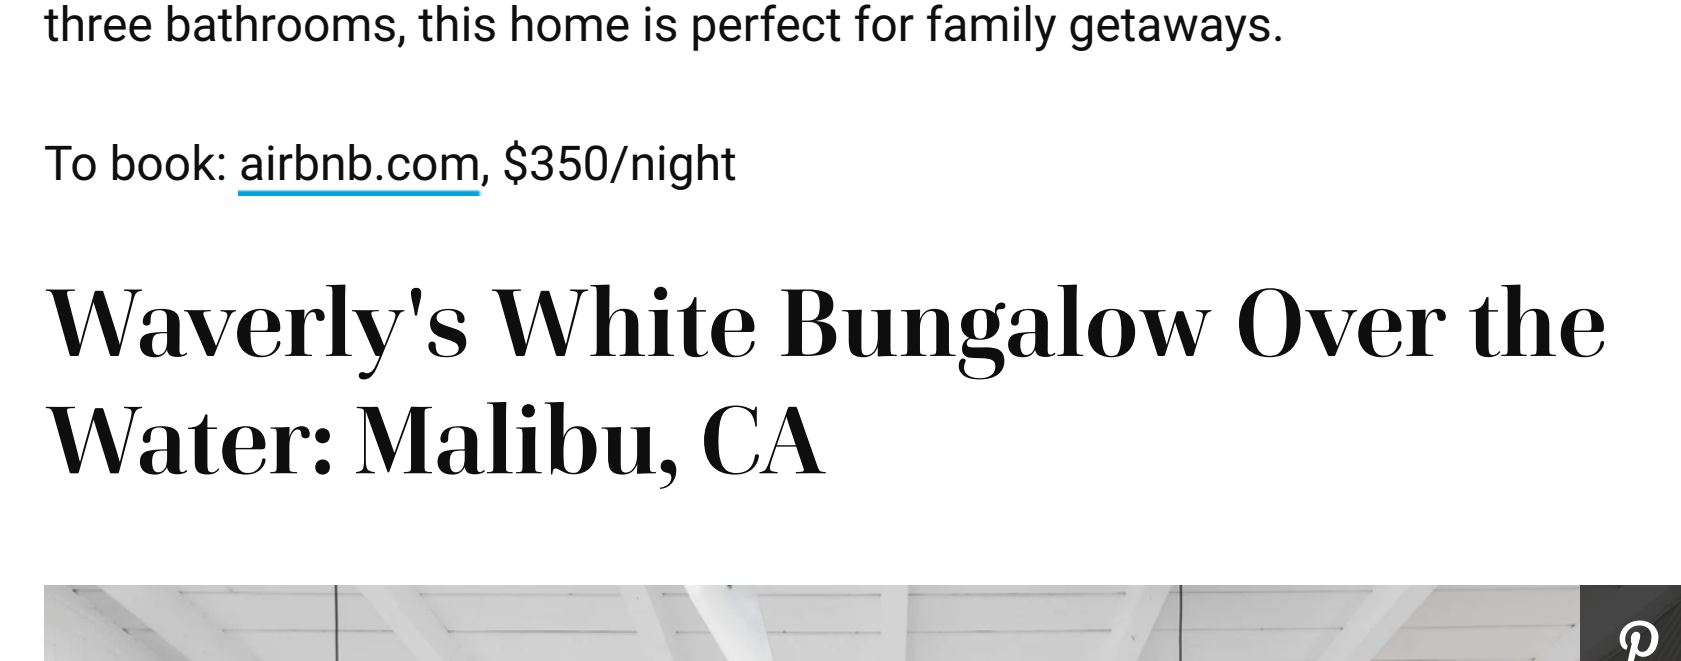 three bathrooms, this home is perfect for family getaways.
To book: airbnb.com, $350/night
Waverly's White Bungalow Over the
Water: Malibu, CA